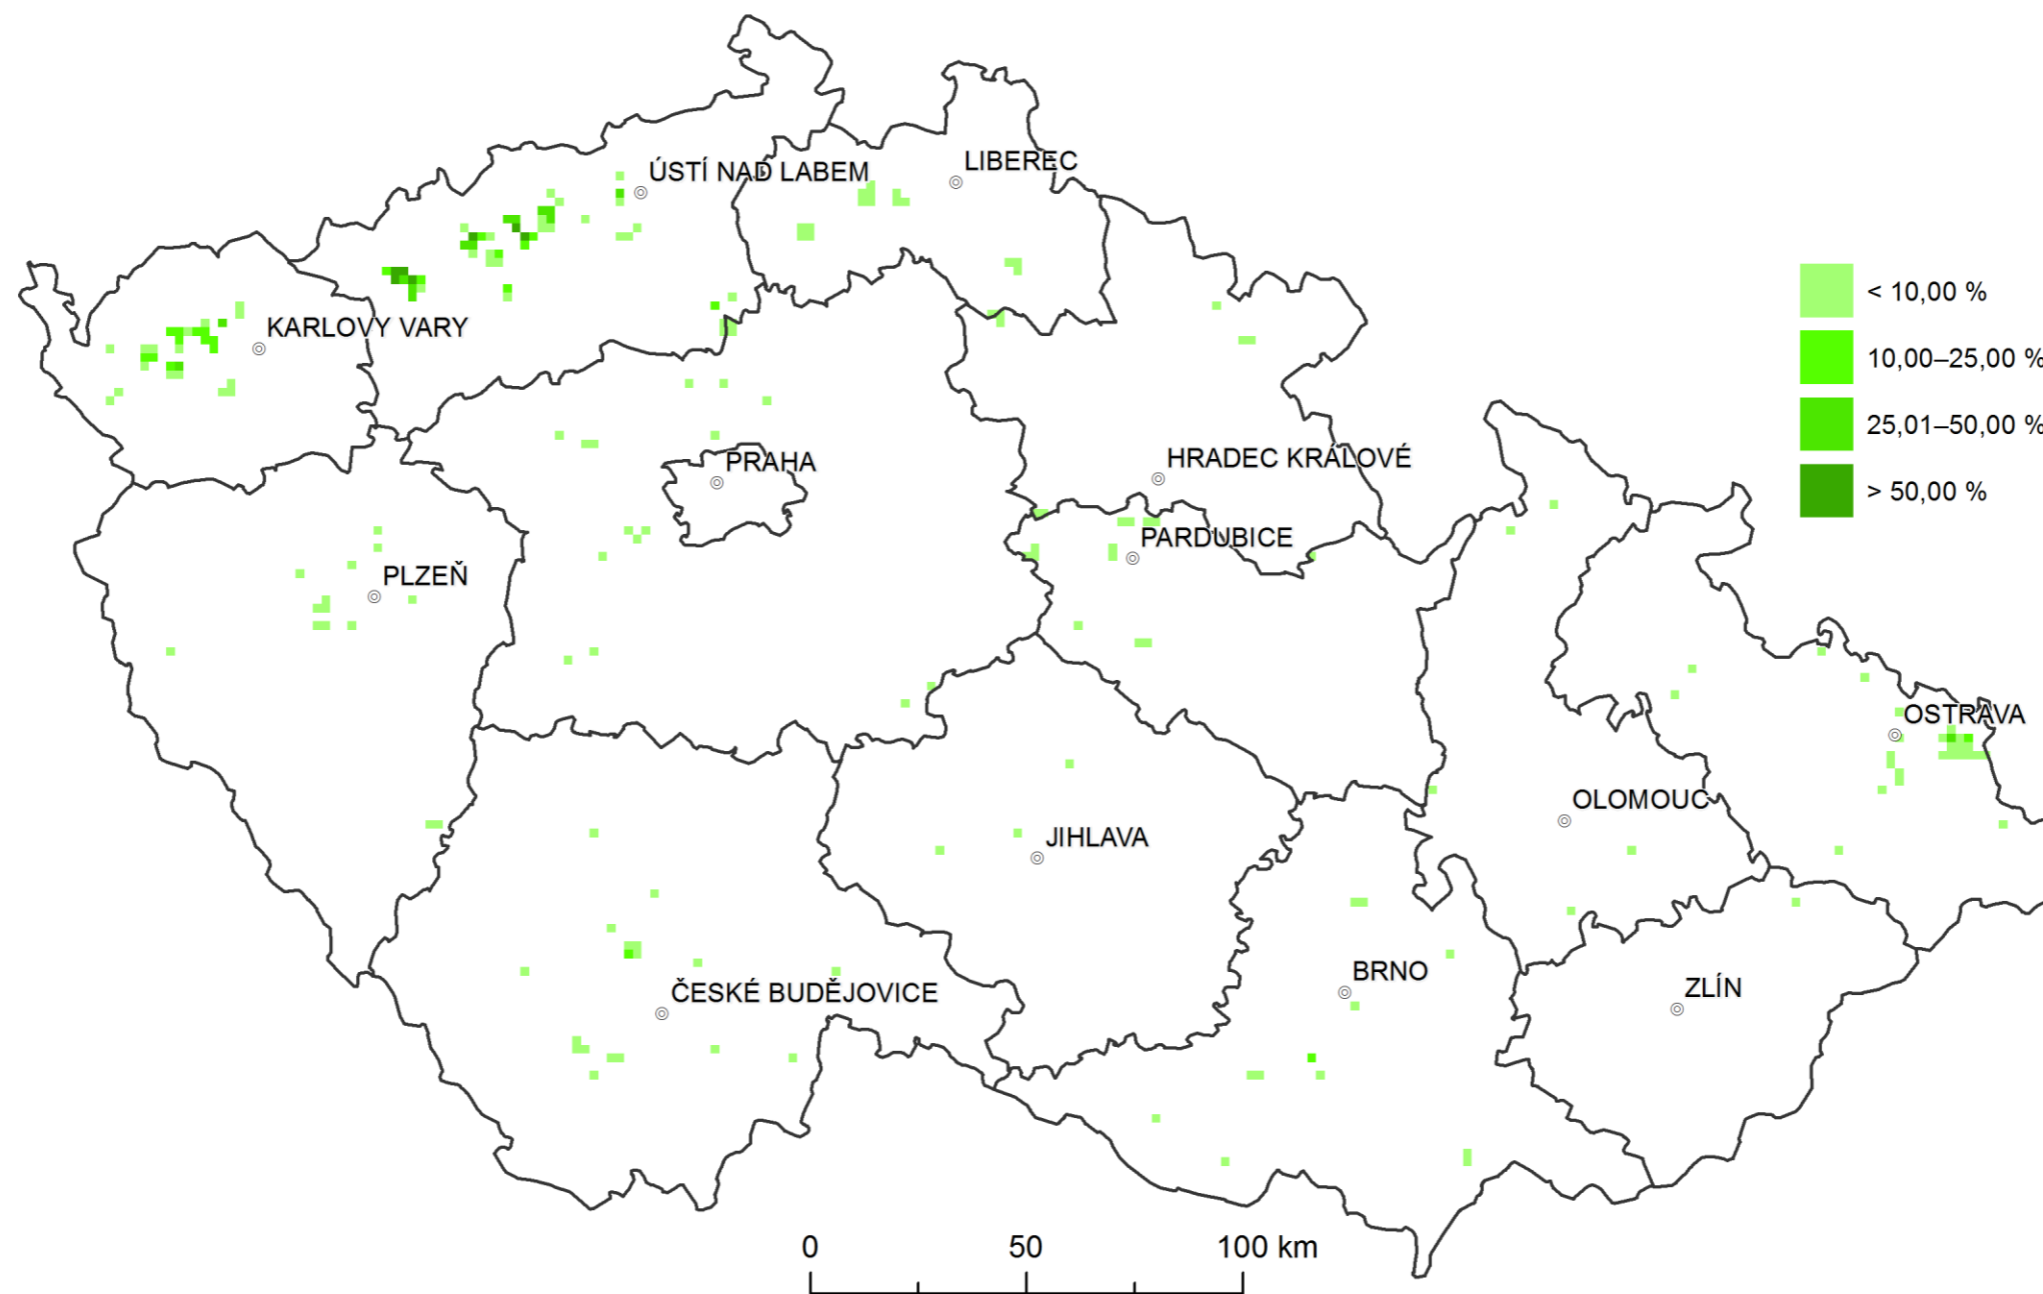 LIBEREC
ÚSTÍ NAD LABEM
< 10,00 %
KARLOVY VARY
10,00–25,00 %
25,01–50,00 %
PRAHA
HRADEC KRÁLOVÉ
> 50,00 %
PARDUBICE
PLZEŇ
OSTRAVA
OLOMOUC
JIHLAVA
BRNO
ČESKÉ BUDĚJOVICE
ZLÍN
0 50 100 km